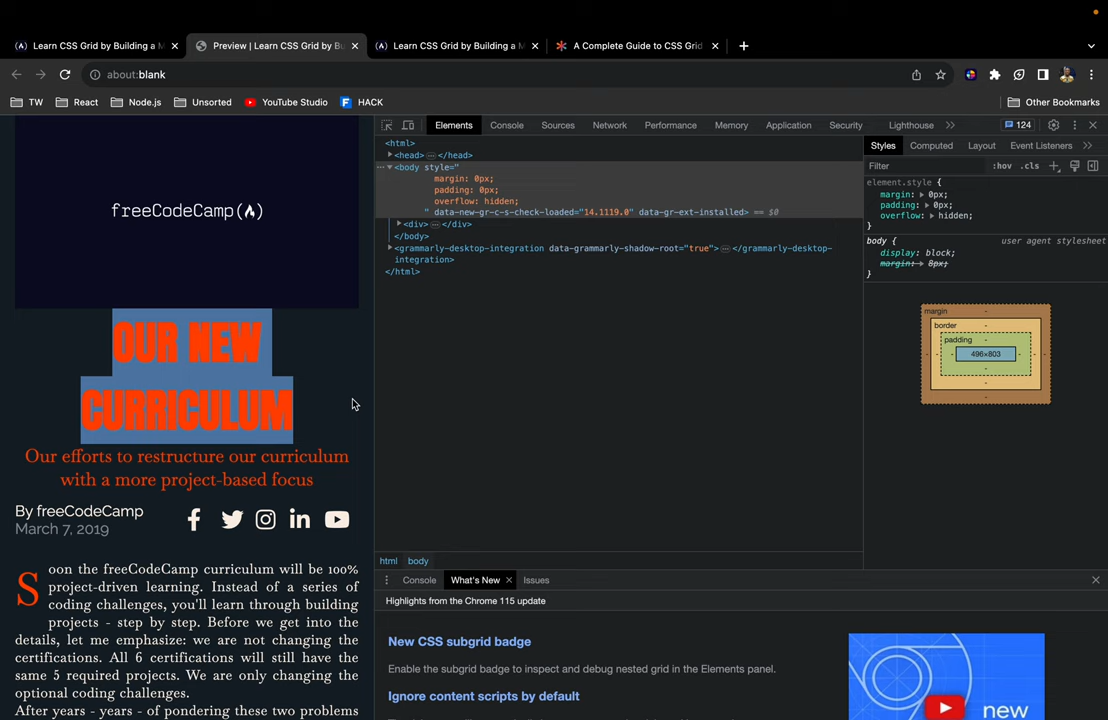 Learn CSS Grid by Building a M
Preview | Learn CSS Grid by Bu
Learn CSS Grid by Building a M
A Complete Guide to CSS Grid
about:blank
TW
React
Node.js
Unsorted
YouTube Studio
HACK
Other Bookmarks
freeCodeCamp(🔥)
OUR NEW
CURRICULUM
Our efforts to restructure our curriculum
with a more project-based focus
By freeCodeCamp
March 7, 2019
Soon the freeCodeCamp curriculum will be 100%
project-driven learning. Instead of a series of
coding challenges, you'll learn through building
projects - step by step. Before we get into the
details, let me emphasize: we are not changing the
certifications. All 6 certifications will still have the
same 5 required projects. We are only changing the
optional coding challenges.
After years - years - of pondering these two problems
Elements
Console
Sources
Network
Performance
Memory
Application
Security
Lighthouse
124
<html>
<head> … </head>
<body style="
margin: 0px;
padding: 0px;
overflow: hidden;
" data-new-gr-c-s-check-loaded="14.1119.0" data-gr-ext-installed> == $0
<div> … </div>
</body>
<grammarly-desktop-integration data-grammarly-shadow-root="true"> … </grammarly-desktop-
integration>
</html>
html
body
Styles
Computed
Layout
Event Listeners
Filter
:hov
.cls
element.style {
margin: 0px;
padding: 0px;
overflow: hidden;
}
body {
user agent stylesheet
display: block;
margin: 8px;
}
margin
-
border
-
padding
-
496×803
Console
What's New
Issues
Highlights from the Chrome 115 update
New CSS subgrid badge
Enable the subgrid badge to inspect and debug nested grid in the Elements panel.
Ignore content scripts by default
new